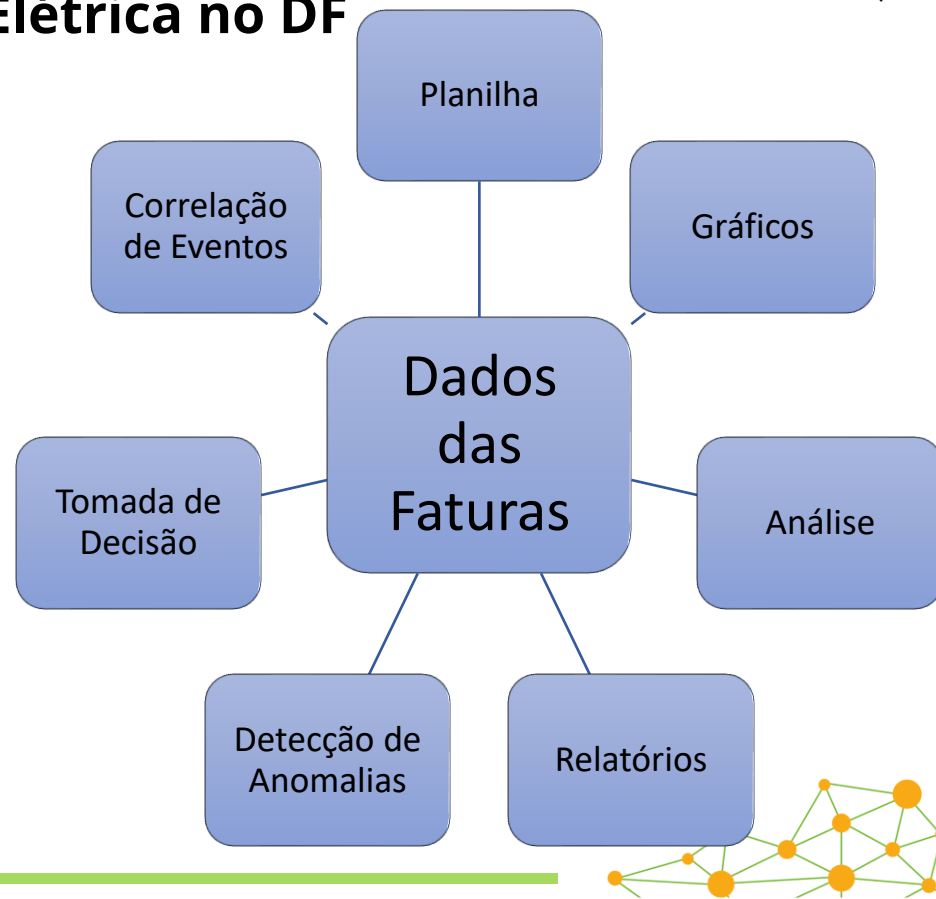 Elétrica no DF
Planilha
Correlação
de Eventos
Gráficos
Dados
das
Faturas
Tomada de
Decisão
Análise
Detecção de
Anomalias
Relatórios